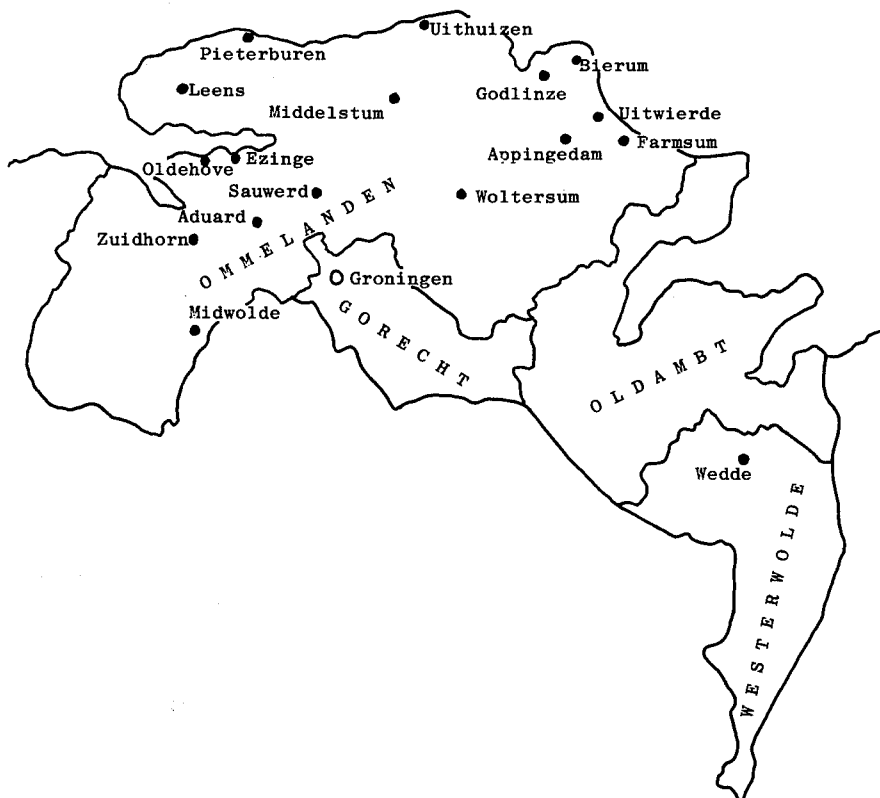 Uithuizen
Pieterburen
Bierum
Leens
Godlinze
Middelstum
Uitwierde
Appingedam
Farmsum
Oldehove
Ezinge
Sauwerd
Woltersum
Aduard
Zuidhorn
OMMELANDEN
Groningen
Midwolde
GORECHT
OLDAMBT
Wedde
WESTERWOLDE